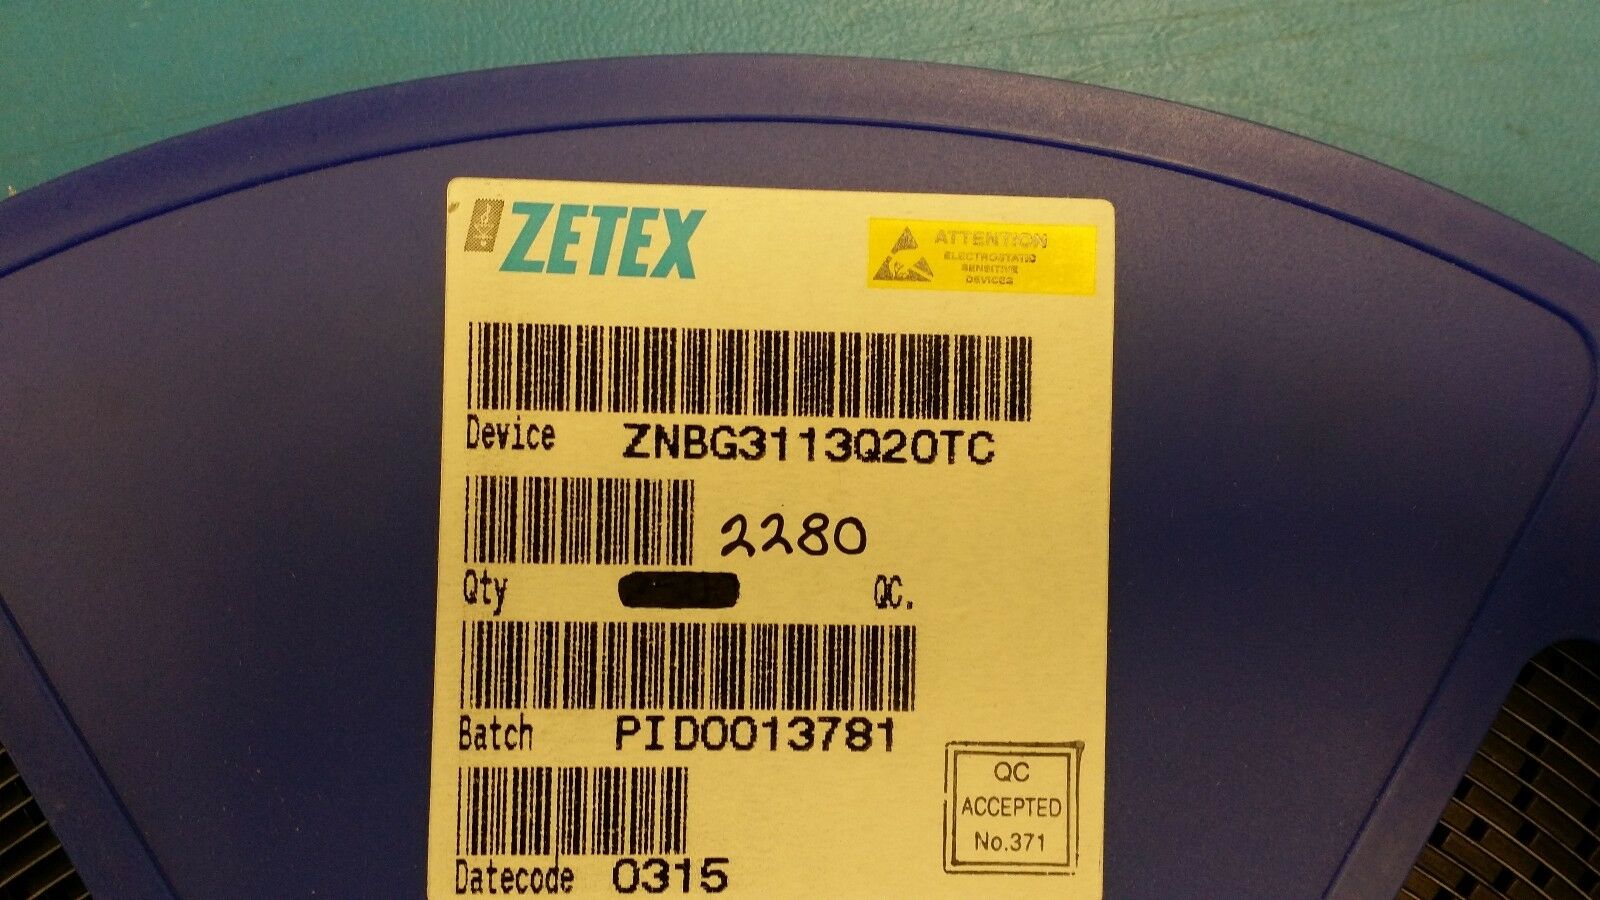 ZETEX
ATTENTION
ELECTROSTATIC
SENSITIVE
DEVICES
Device ZNBG3113Q20TC
2280
Qty QC.
Batch PID0013781
QC
ACCEPTED
No.371
Datecode 0315